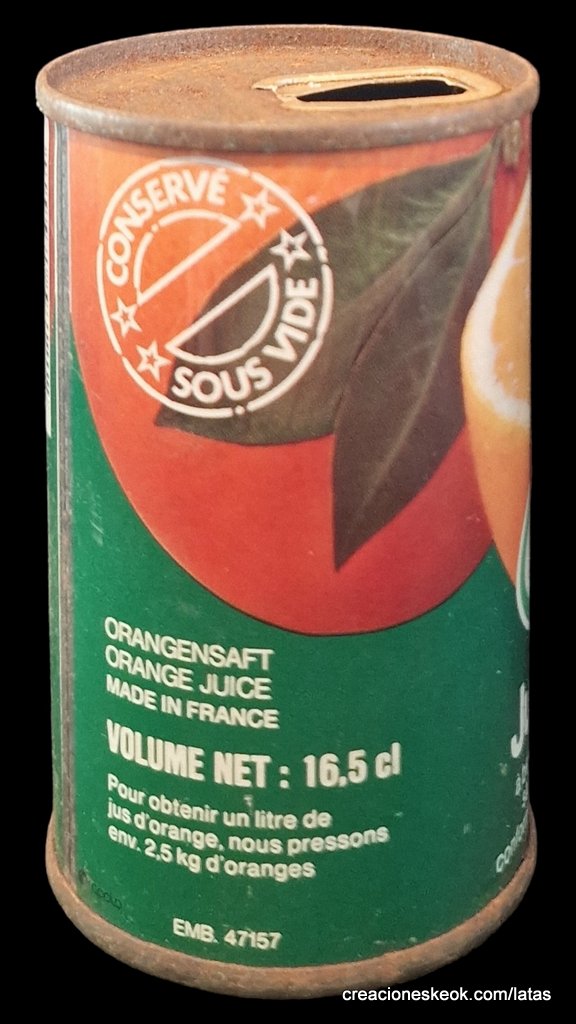 CONSERVÉ
SOUS VIDE
ORANGENSAFT
ORANGE JUICE
MADE IN FRANCE
VOLUME NET : 16,5 cl
Pour obtenir un litre de
jus d'orange, nous pressons
env. 2,5 kg d'oranges
EMB. 47157
creacioneskeok.com/latas